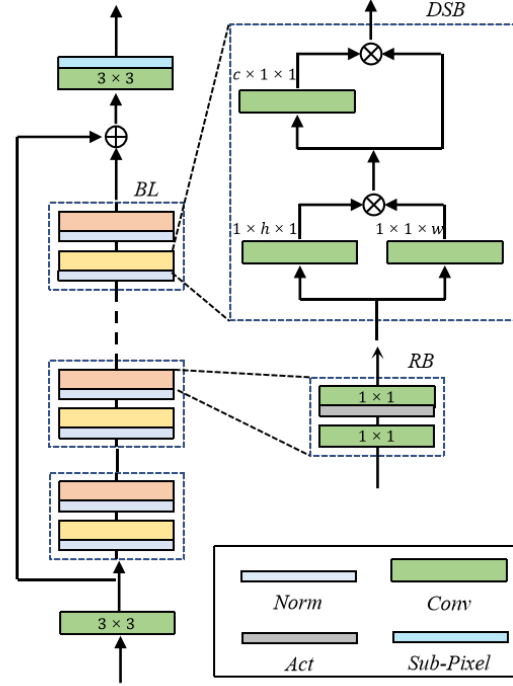 DSB
3 × 3
c × 1 × 1
BL
1 × h × 1
1 × 1 × w
RB
1 × 1
1 × 1
3 × 3
Norm
Conv
Act
Sub-Pixel